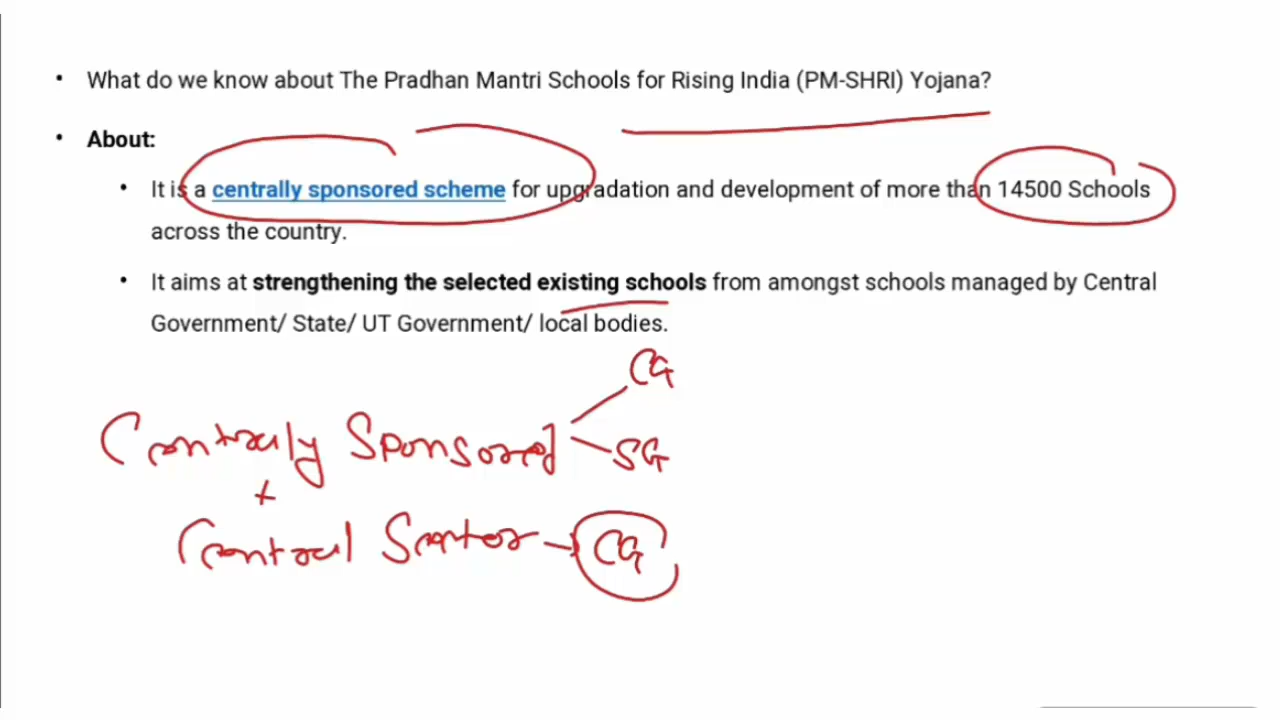 • What do we know about The Pradhan Mantri Schools for Rising India (PM-SHRI) Yojana?
• About:
• It is a centrally sponsored scheme for upgradation and development of more than 14500 Schools
across the country.
• It aims at strengthening the selected existing schools from amongst schools managed by Central
Government/ State/ UT Government/ local bodies.
CG
Centrally Sponsored
SG
+
Central Sector → CG